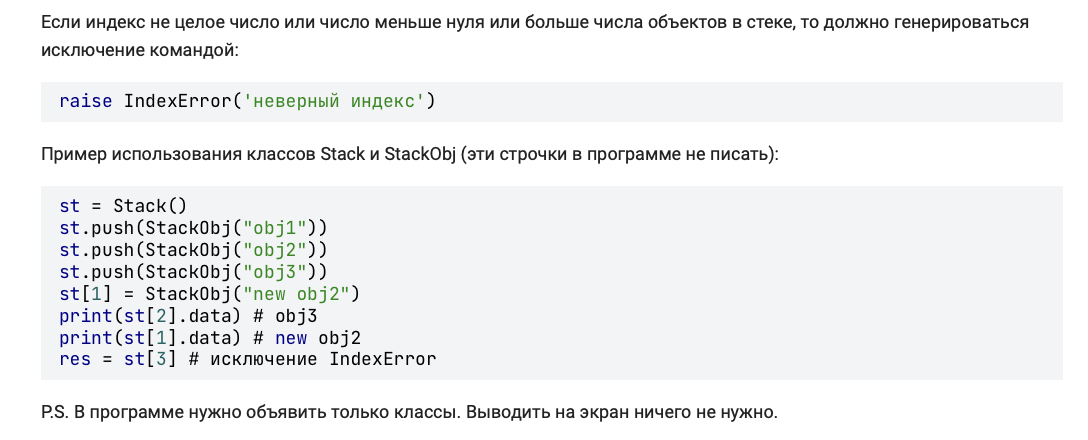 Если индекс не целое число или число меньше нуля или больше числа объектов в стеке, то должно генерироваться
исключение командой:
raise IndexError('неверный индекс')
Пример использования классов Stack и StackObj (эти строчки в программе не писать):
st = Stack()
st.push(StackObj("obj1"))
st.push(StackObj("obj2"))
st.push(StackObj("obj3"))
st[1] = StackObj("new obj2")
print(st[2].data) # obj3
print(st[1].data) # new obj2
res = st[3] # исключение IndexError
P.S. В программе нужно объявить только классы. Выводить на экран ничего не нужно.